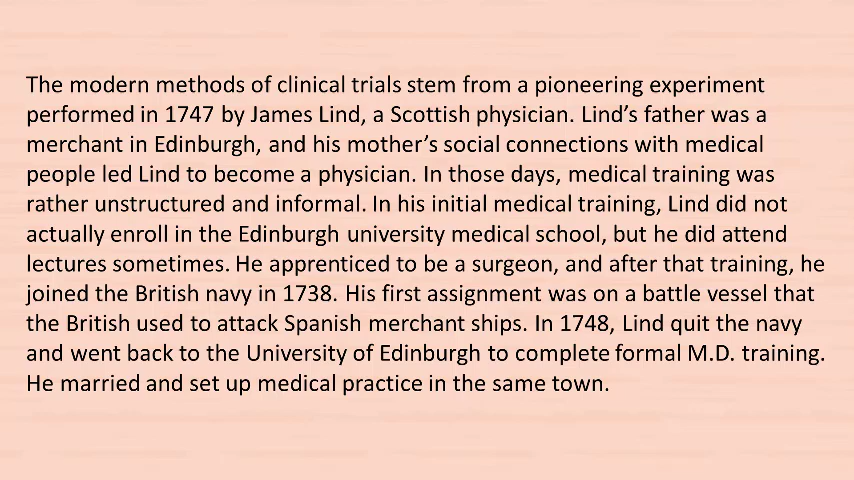 The modern methods of clinical trials stem from a pioneering experiment
performed in 1747 by James Lind, a Scottish physician. Lind’s father was a
merchant in Edinburgh, and his mother’s social connections with medical
people led Lind to become a physician. In those days, medical training was
rather unstructured and informal. In his initial medical training, Lind did not
actually enroll in the Edinburgh university medical school, but he did attend
lectures sometimes. He apprenticed to be a surgeon, and after that training, he
joined the British navy in 1738. His first assignment was on a battle vessel that
the British used to attack Spanish merchant ships. In 1748, Lind quit the navy
and went back to the University of Edinburgh to complete formal M.D. training.
He married and set up medical practice in the same town.